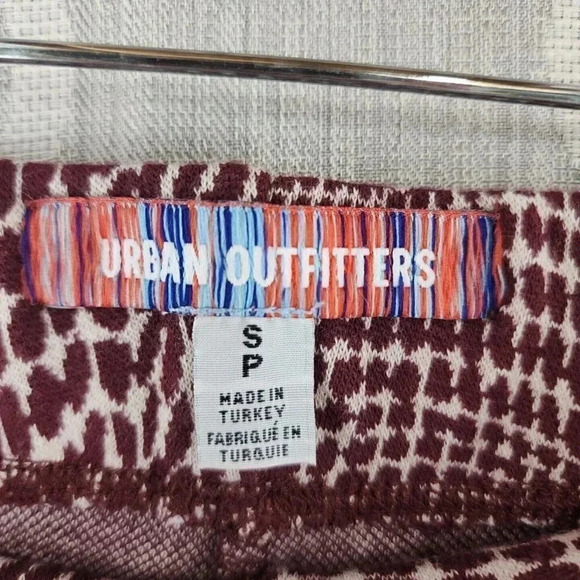 URBAN OUTFITTERS
S
P
MADE IN
TURKEY
FABRIQUÉ EN
TURQUIE